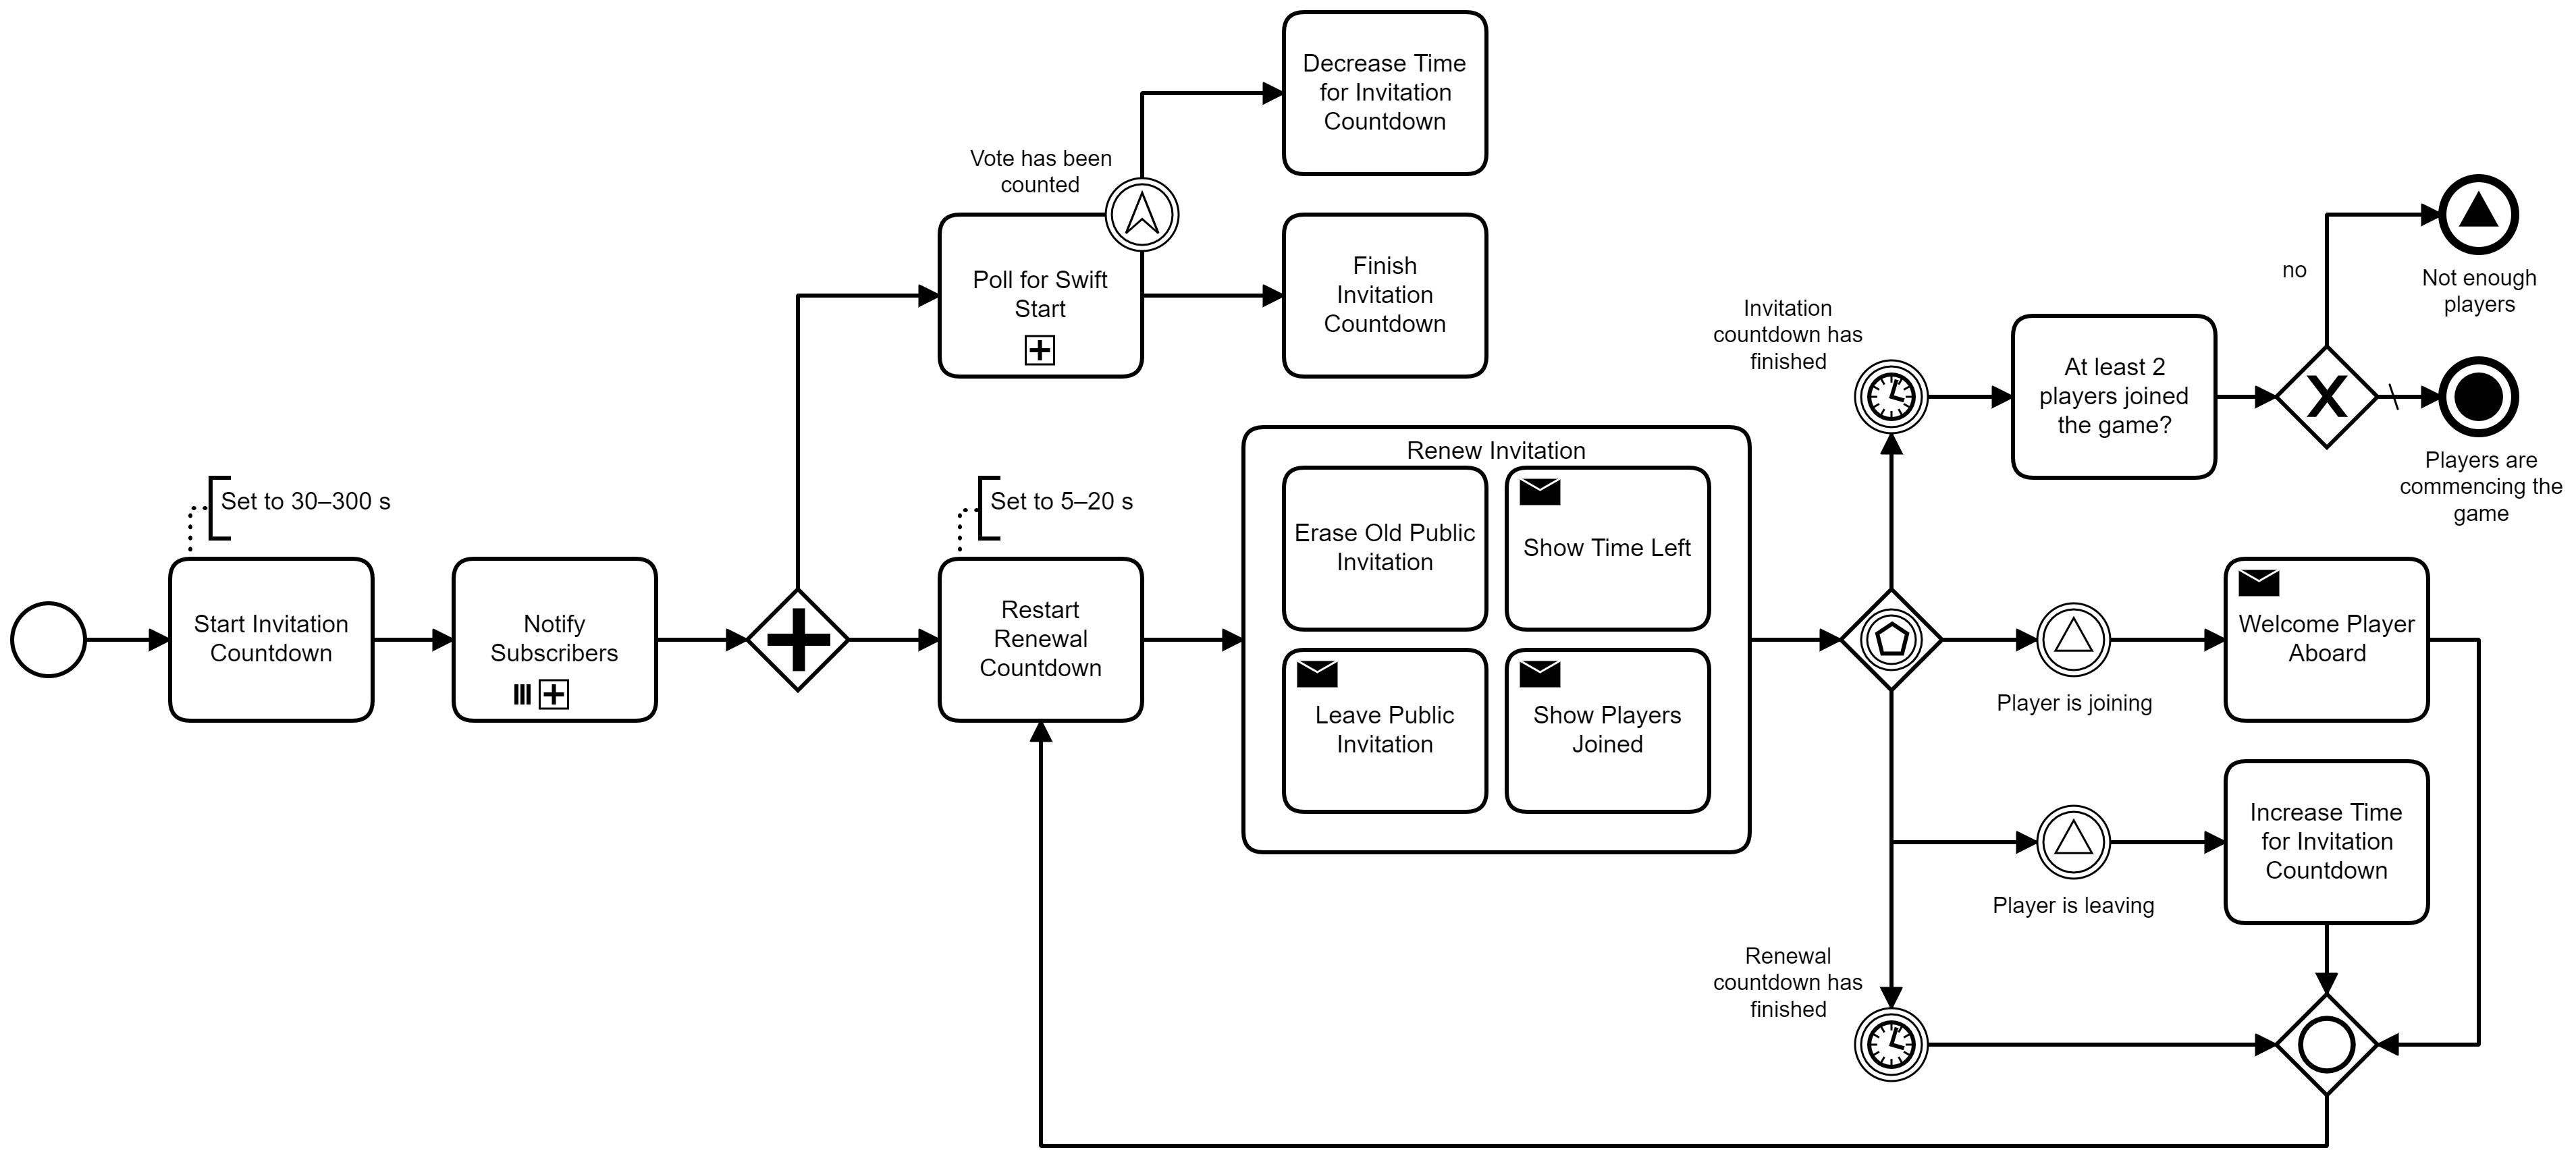 Decrease Time
for Invitation
Countdown
Vote has been
counted
Poll for Swift
Start
Finish
Invitation
Countdown
Invitation
countdown has
finished
At least 2
players joined
the game?
no
Not enough
players
Players are
commencing the
game
Set to 30–300 s
Start Invitation
Countdown
Notify
Subscribers
Set to 5–20 s
Restart
Renewal
Countdown
Renew Invitation
Erase Old Public
Invitation
Show Time Left
Leave Public
Invitation
Show Players
Joined
Player is joining
Welcome Player
Aboard
Player is leaving
Increase Time
for Invitation
Countdown
Renewal
countdown has
finished